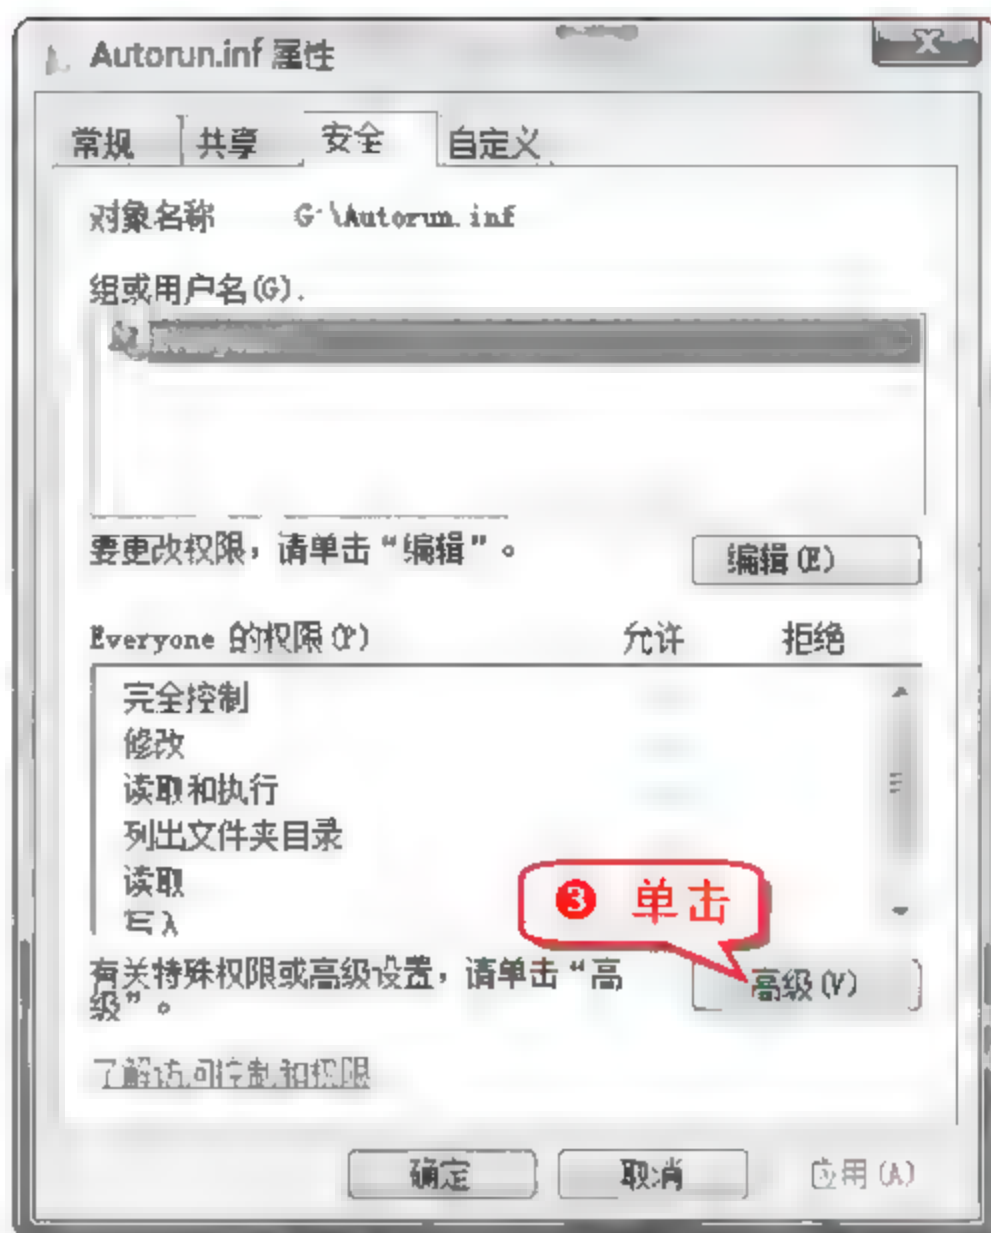 Autorun.inf 属性
常规 共享 安全 自定义
对象名称 G:\Autorun.inf
组或用户名(G).
要更改权限，请单击“编辑”。 编辑(E)
Everyone 的权限(P) 允许 拒绝
完全控制
修改
读取和执行
列出文件夹目录
读取
写入
❸ 单击
有关特殊权限或高级设置，请单击“高
级”。 高级(V)
了解访问控制和权限
确定 取消 应用(A)